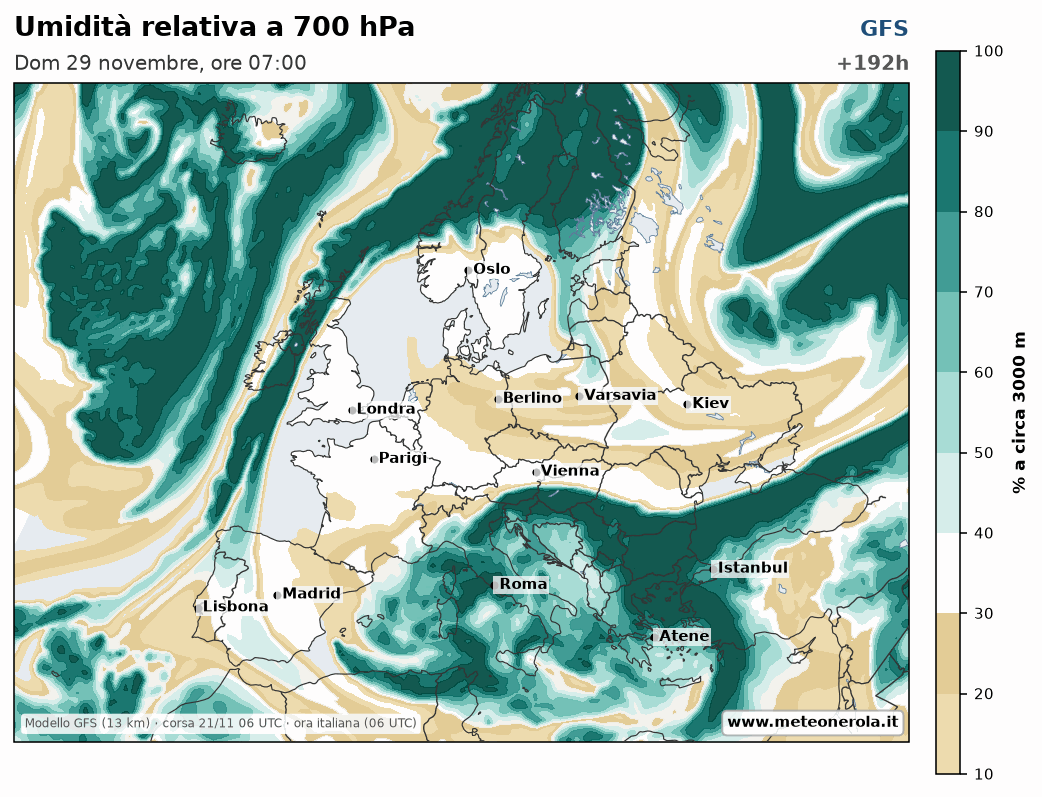 Umidità relativa a 700 hPa
GFS
Dom 29 novembre, ore 07:00
+192h
100
90
80
70
60
50
40
30
20
10
% a circa 3000 m
Oslo
Berlino
Varsavia
Kiev
Londra
Parigi
Vienna
Istanbul
Roma
Madrid
Lisbona
Atene
Modello GFS (13 km) · corsa 21/11 06 UTC · ora italiana (06 UTC)
www.meteonerola.it